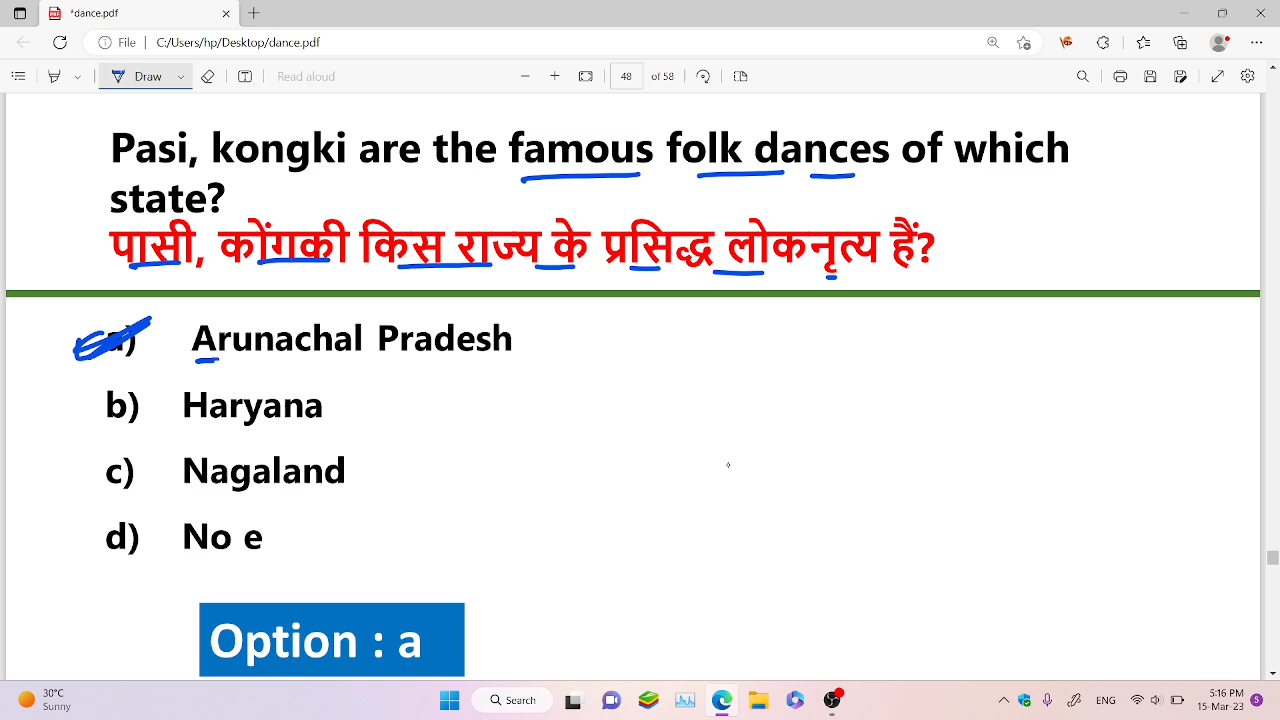 *dance.pdf
File C:/Users/hp/Desktop/dance.pdf
Draw Read aloud 48 of 58
Pasi, kongki are the famous folk dances of which
state?
पासी, कोंगकी किस राज्य के प्रसिद्ध लोकनृत्य हैं?
a) Arunachal Pradesh
b) Haryana
c) Nagaland
d) No e
Option : a
30°C
Sunny
Search
ENG
5:16 PM
5-Mar-23
5